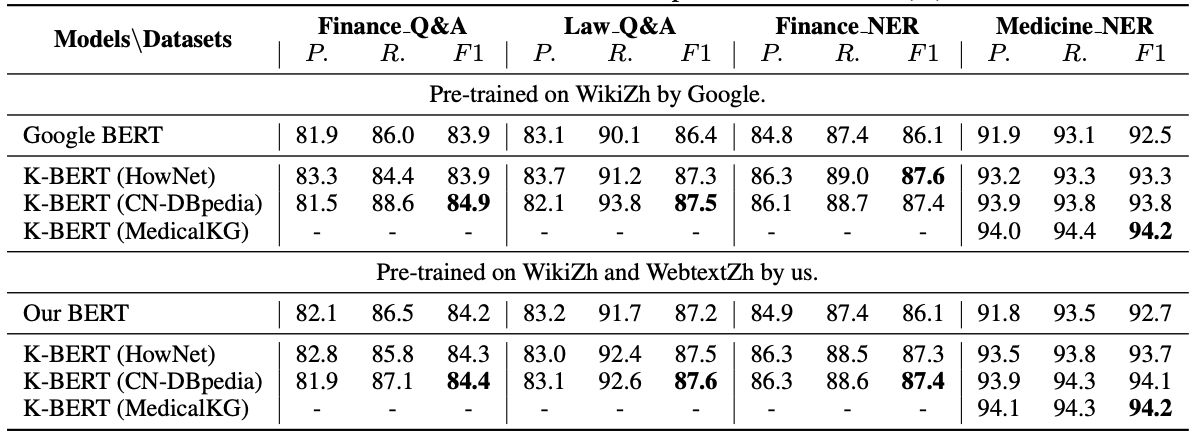 Models\Datasets Finance_Q&A Law_Q&A Finance_NER Medicine_NER
P. R. F1 P. R. F1 P. R. F1 P. R. F1
Pre-trained on WikiZh by Google.
Google BERT 81.9 86.0 83.9 83.1 90.1 86.4 84.8 87.4 86.1 91.9 93.1 92.5
K-BERT (HowNet) 83.3 84.4 83.9 83.7 91.2 87.3 86.3 89.0 87.6 93.2 93.3 93.3
K-BERT (CN-DBpedia) 81.5 88.6 84.9 82.1 93.8 87.5 86.1 88.7 87.4 93.9 93.8 93.8
K-BERT (MedicalKG) - - - - - - - - - 94.0 94.4 94.2
Pre-trained on WikiZh and WebtextZh by us.
Our BERT 82.1 86.5 84.2 83.2 91.7 87.2 84.9 87.4 86.1 91.8 93.5 92.7
K-BERT (HowNet) 82.8 85.8 84.3 83.0 92.4 87.5 86.3 88.5 87.3 93.5 93.8 93.7
K-BERT (CN-DBpedia) 81.9 87.1 84.4 83.1 92.6 87.6 86.3 88.6 87.4 93.9 94.3 94.1
K-BERT (MedicalKG) - - - - - - - - - 94.1 94.3 94.2